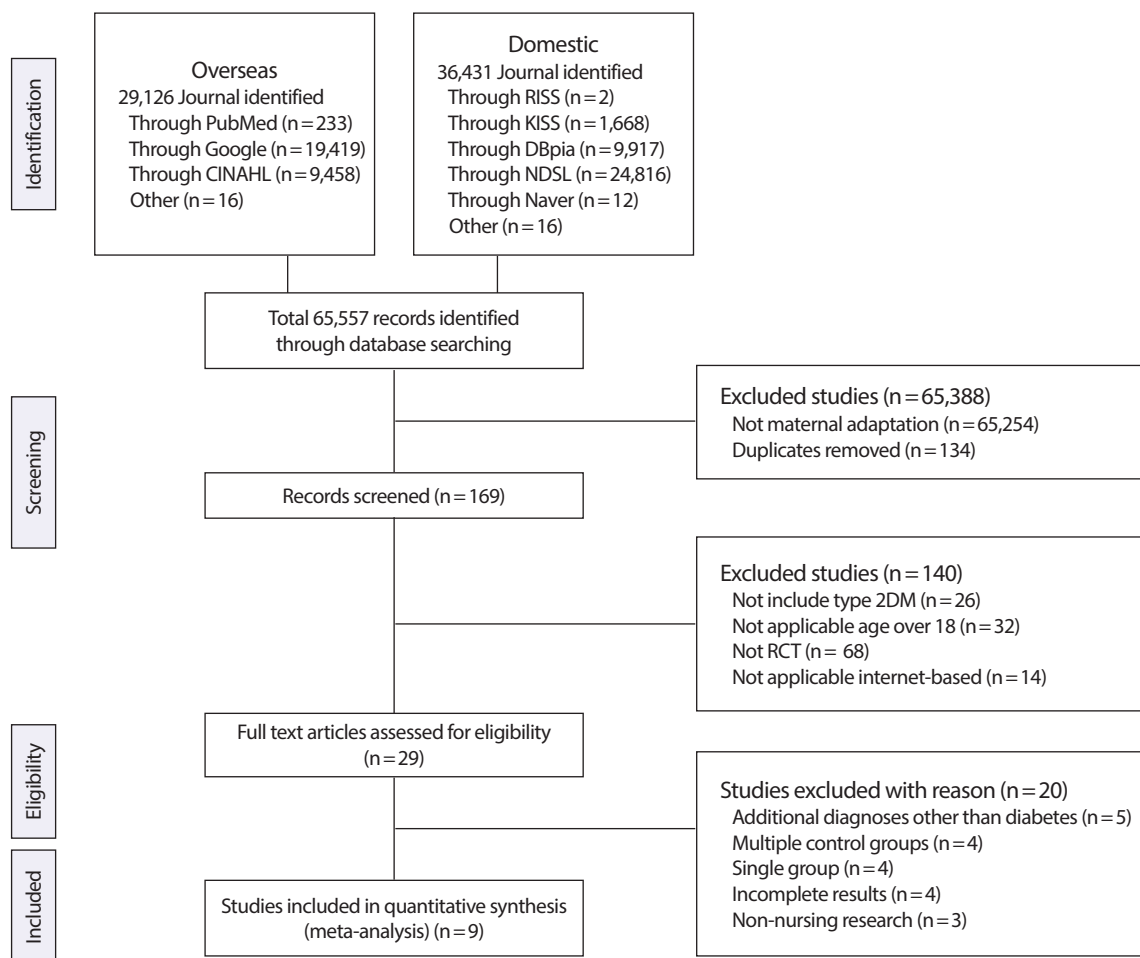 Identification
Overseas
29,126 Journal identified
Through PubMed (n=233)
Through Google (n=19,419)
Through CINAHL (n=9,458)
Other (n=16)
Domestic
36,431 Journal identified
Through RISS (n=2)
Through KISS (n=1,668)
Through DBpia (n=9,917)
Through NDSL (n=24,816)
Through Naver (n=12)
Other (n=16)
Total 65,557 records identified
through database searching
Screening
Excluded studies (n=65,388)
Not maternal adaptation (n=65,254)
Duplicates removed (n=134)
Records screened (n=169)
Excluded studies (n=140)
Not include type 2DM (n=26)
Not applicable age over 18 (n=32)
Not RCT (n= 68)
Not applicable internet-based (n=14)
Eligibility
Full text articles assessed for eligibility
(n=29)
Studies excluded with reason (n=20)
Additional diagnoses other than diabetes (n=5)
Multiple control groups (n=4)
Single group (n=4)
Incomplete results (n=4)
Non-nursing research (n=3)
Included
Studies included in quantitative synthesis
(meta-analysis) (n=9)